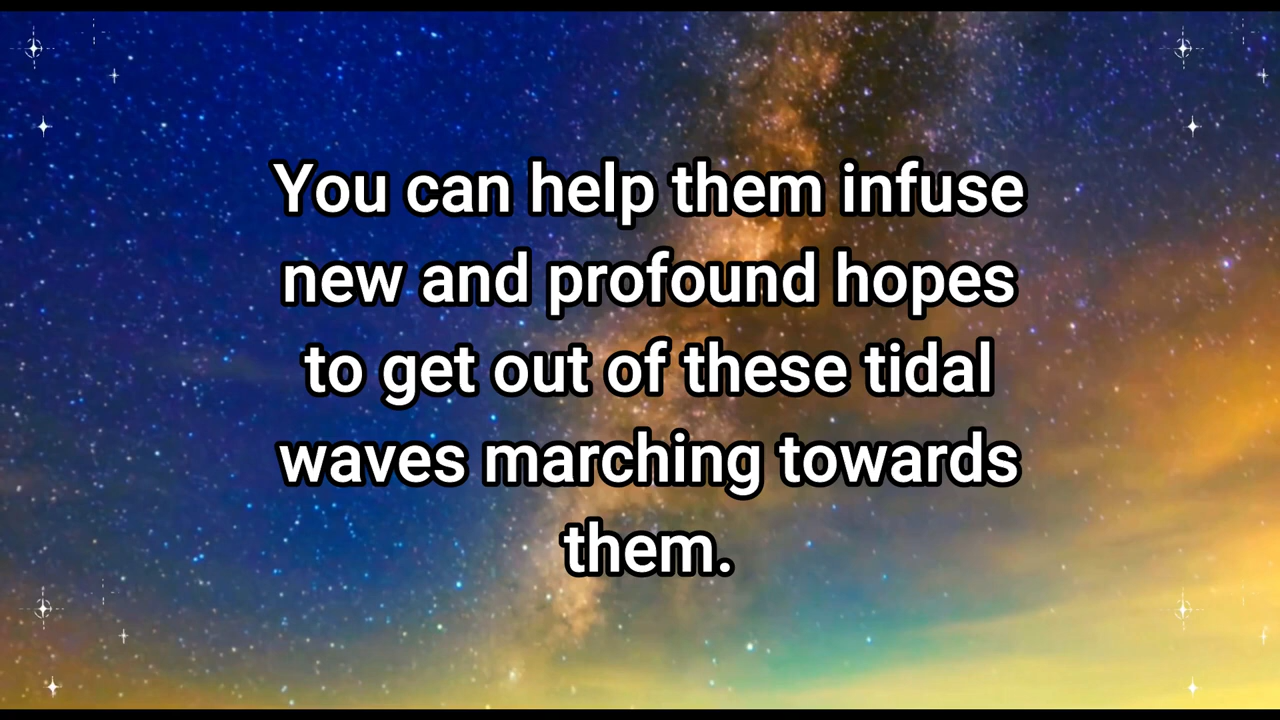 You can help them infuse
new and profound hopes
to get out of these tidal
waves marching towards
them.